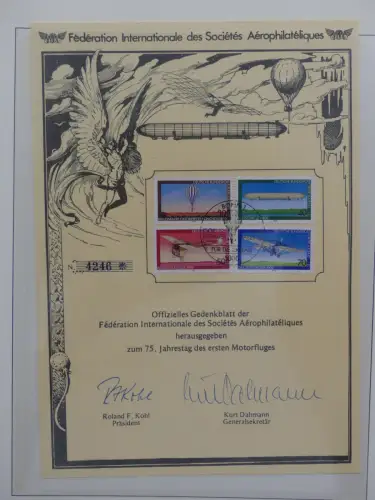 Fédération Internationale des Sociétés Aérophilatéliques
N 4246
Offizielles Gedenkblatt der
Fédération Internationale des Sociétés Aérophilatéliques
herausgegeben
zum 75. Jahrestag des ersten Motorfluges
Roland F. Kohl
Präsident
Kurt Dahmann
Generalsekretär